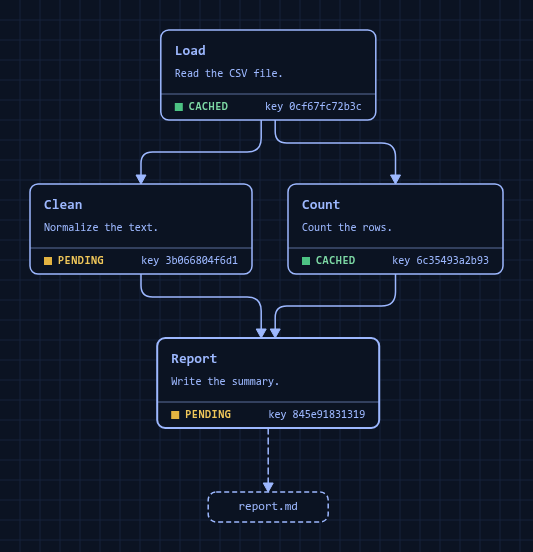 Load
Read the CSV file.
CACHED key 0cf67fc72b3c
Clean
Normalize the text.
PENDING key 3b066804f6d1
Count
Count the rows.
CACHED key 6c35493a2b93
Report
Write the summary.
PENDING key 845e91831319
report.md